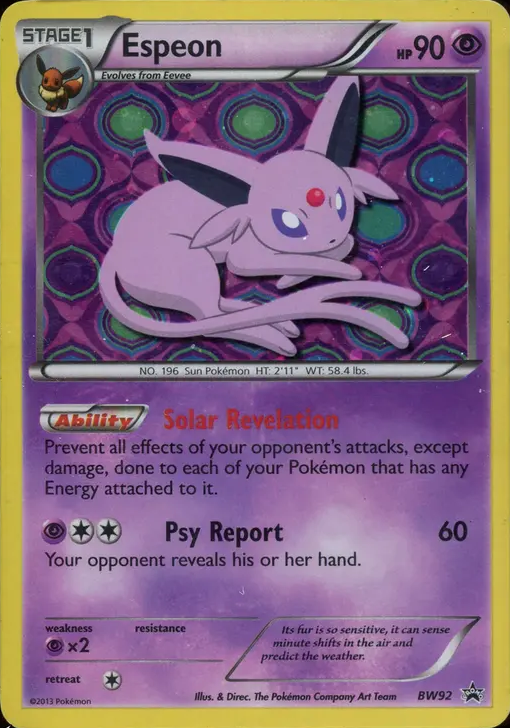 STAGE1
Espeon
HP 90
Evolves from Eevee
NO. 196 Sun Pokémon HT: 2'11" WT: 58.4 lbs.
Ability Solar Revelation
Prevent all effects of your opponent's attacks, except
damage, done to each of your Pokémon that has any
Energy attached to it.
Psy Report 60
Your opponent reveals his or her hand.
weakness resistance
×2
Its fur is so sensitive, it can sense
minute shifts in the air and
predict the weather.
retreat
©2013 Pokémon
Illus. & Direc. The Pokémon Company Art Team BW92